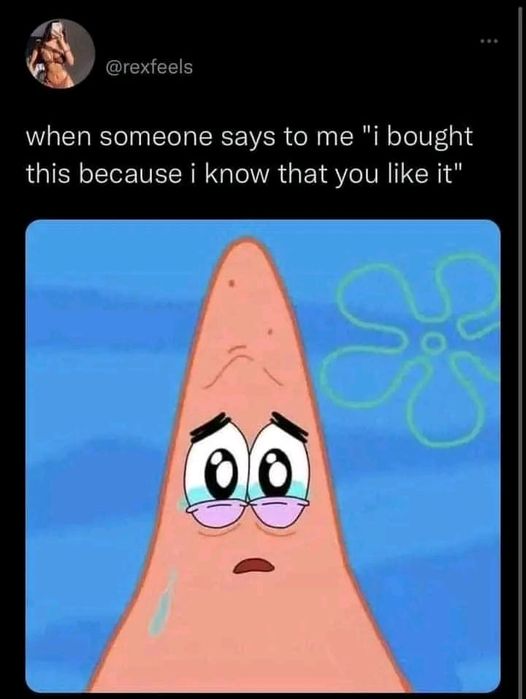 @rexfeels
when someone says to me "i bought
this because i know that you like it"